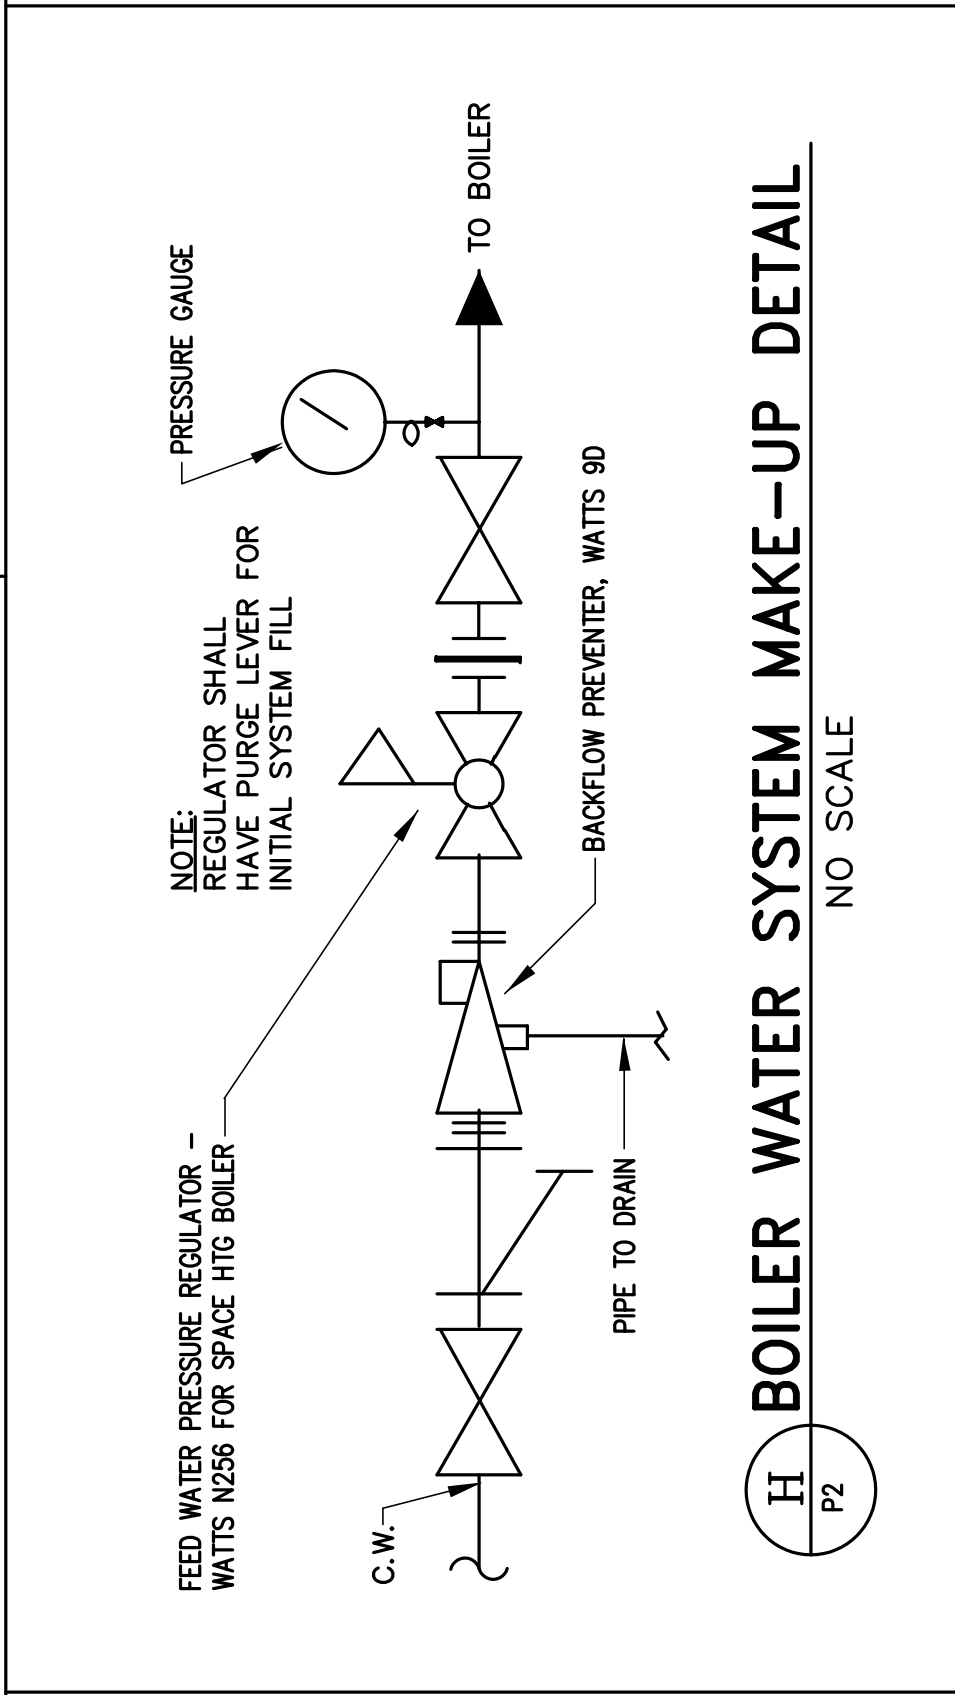 FEED WATER PRESSURE REGULATOR -
WATTS N256 FOR SPACE HTG BOILER
NOTE:
REGULATOR SHALL
HAVE PURGE LEVER FOR
INITIAL SYSTEM FILL
PRESSURE GAUGE
C.W.
TO BOILER
BACKFLOW PREVENTER, WATTS 9D
PIPE TO DRAIN
H
P2
BOILER WATER SYSTEM MAKE-UP DETAIL
NO SCALE